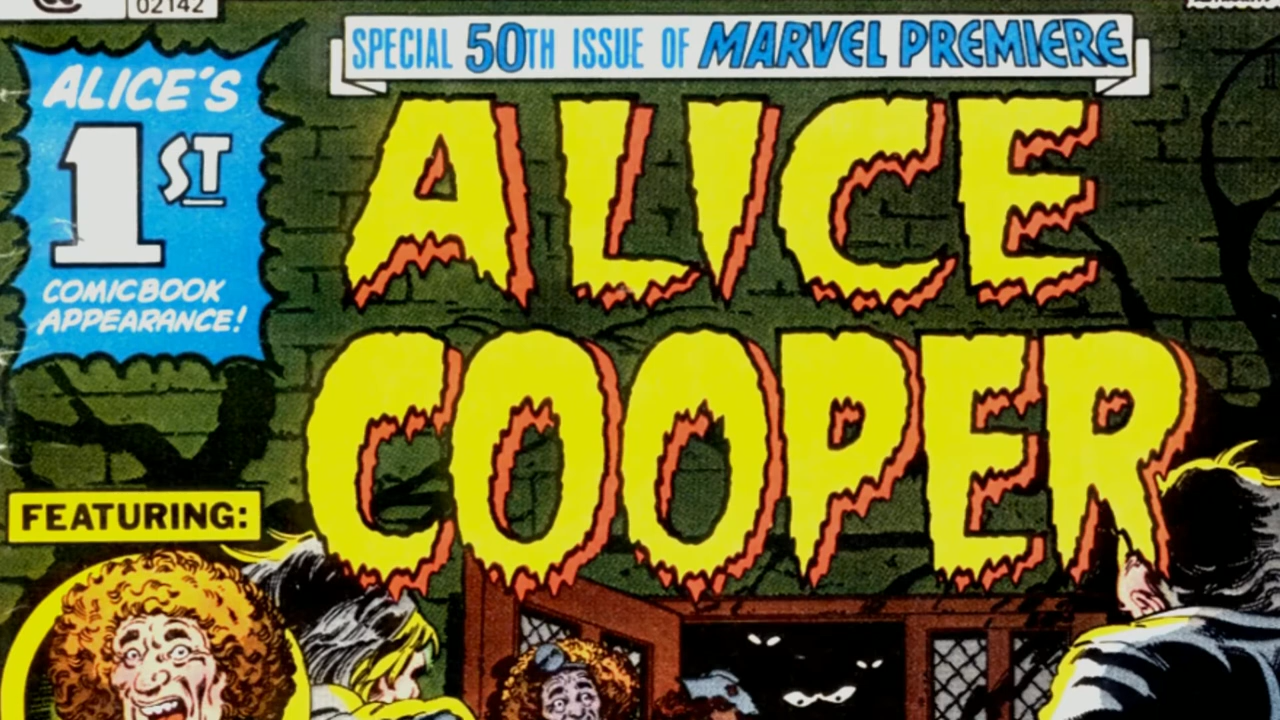 02142
SPECIAL 50TH ISSUE OF MARVEL PREMIERE
ALICE'S
1ST
COMICBOOK
APPEARANCE!
ALICE
COOPER
FEATURING: